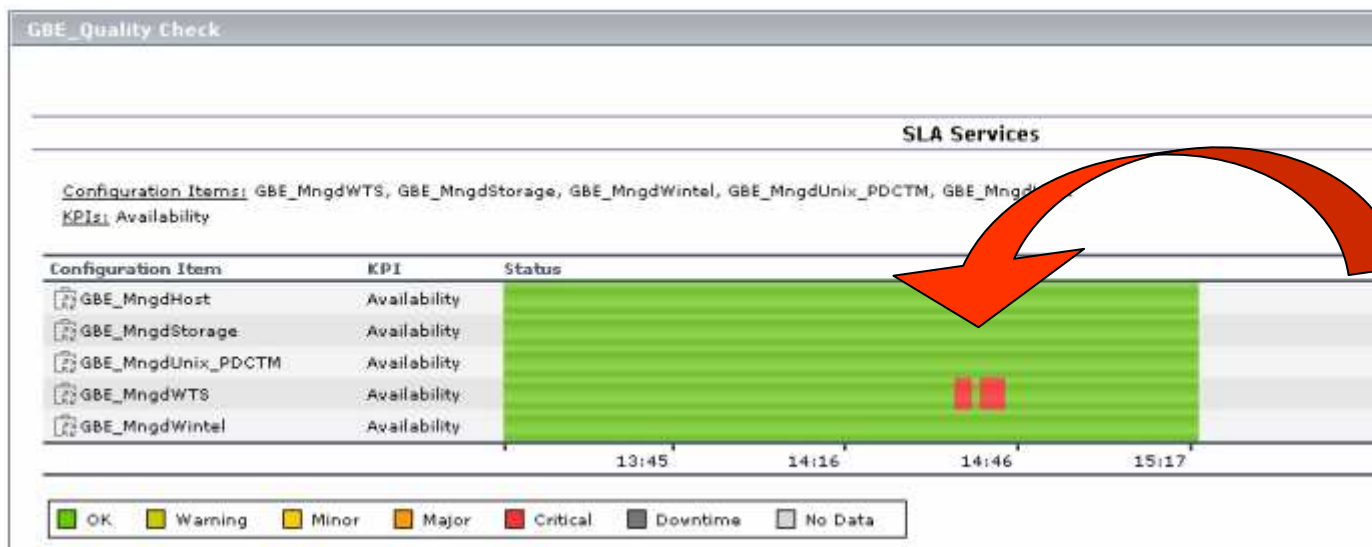 GBE_Quality Check
SLA Services
Configuration Items: GBE_MngdWTS, GBE_MngdStorage, GBE_MngdWintel, GBE_MngdUnix_PDCTM,
KPIs: Availability
Configuration Item KPI Status
GBE_MngdHost Availability
GBE_MngdStorage Availability
GBE_MngdUnix_PDCTM Availability
GBE_MngdWTS Availability
GBE_MngdWintel Availability
13:45 14:16 14:46 15:17
OK Warning Minor Major Critical Downtime No Data